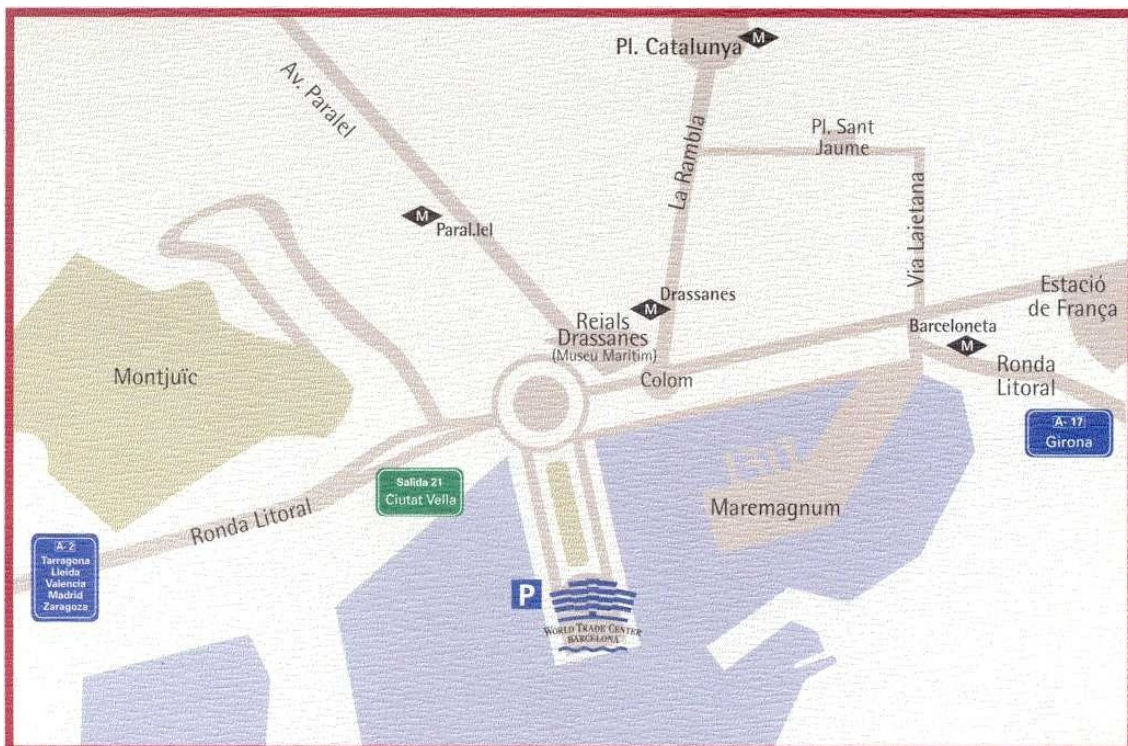 Pl. Catalunya
M
Av. Paralel
La Rambla
Pl. Sant
Jaume
M
Paral.lel
Via Laietana
Drassanes
M
Reials
Drassanes
(Museu Marítim)
Estació
de França
Barceloneta
M
Colom
Montjuïc
Ronda
Litoral
A-17
Girona
Salida 21
Ciutat Vella
Ronda Litoral
Maremagnum
A-2
Tarragona
Lleida
Valencia
Madrid
Zaragoza
P
WORLD TRADE CENTER
BARCELONA